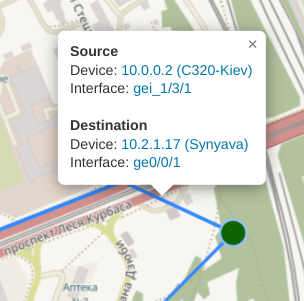 Source
Device: 10.0.0.2 (C320-Kiev)
Interface: gei_1/3/1
Destination
Device: 10.2.1.17 (Synyava)
Interface: ge0/0/1
проспект Леся Курбаса
Аптека